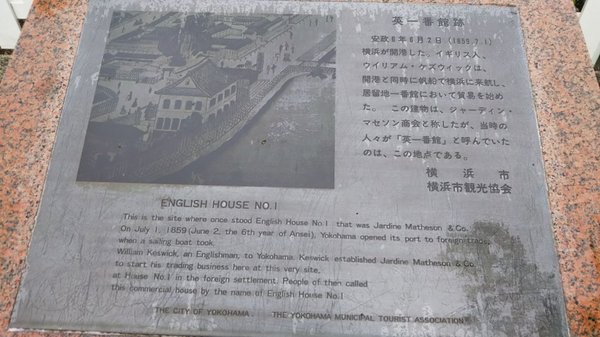 英一番館跡
安政6年6月2日(1859.7.1)
横浜が開港した。イギリス人、
ウイリアム・ケズウィックは、
開港と同時に帆船で横浜に来航し、
居留地一番館において貿易を始め
た。この建物は、ジャーディン・
マセソン商会と称したが、当時の
人々が「英一番館」と呼んでいた
のは、この地点である。
横浜市
横浜市観光協会
ENGLISH HOUSE NO.1
This is the site where once stood English House No.1 that was Jardine Matheson & Co.
On July 1, 1859 (June 2, the 6th year of Ansei), Yokohama opened its port to foreign trade,
when a sailing boat took
William Keswick, an Englishman, to Yokohama. Keswick established Jardine Matheson & Co.
to start his trading business here at this very site,
at House No.1 in the foreign settlement. People of then called
this commercial house by the name of English House No.1
THE CITY OF YOKOHAMA THE YOKOHAMA MUNICIPAL TOURIST ASSOCIATION